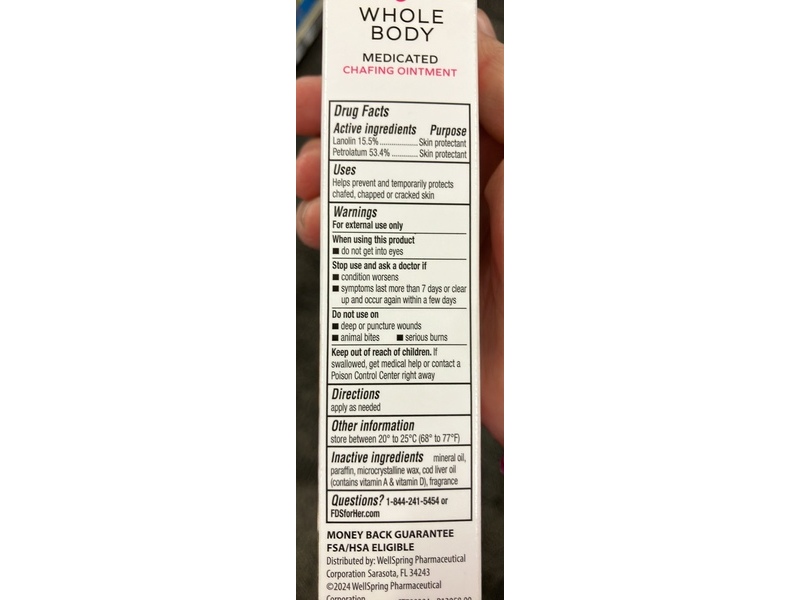 WHOLE
BODY
MEDICATED
CHAFING OINTMENT
Drug Facts
Active ingredients Purpose
Lanolin 15.5%....................Skin protectant
Petrolatum 53.4%.............Skin protectant
Uses
Helps prevent and temporarily protects
chafed, chapped or cracked skin
Warnings
For external use only
When using this product
■ do not get into eyes
Stop use and ask a doctor if
■ condition worsens
■ symptoms last more than 7 days or clear
up and occur again within a few days
Do not use on
■ deep or puncture wounds
■ animal bites ■ serious burns
Keep out of reach of children. If
swallowed, get medical help or contact a
Poison Control Center right away
Directions
apply as needed
Other information
store between 20° to 25°C (68° to 77°F)
Inactive ingredients mineral oil,
paraffin, microcrystalline wax, cod liver oil
(contains vitamin A & vitamin D), fragrance
Questions? 1-844-241-5454 or
FDSforHer.com
MONEY BACK GUARANTEE
FSA/HSA ELIGIBLE
Distributed by: WellSpring Pharmaceutical
Corporation Sarasota, FL 34243
©2024 WellSpring Pharmaceutical
Corporation